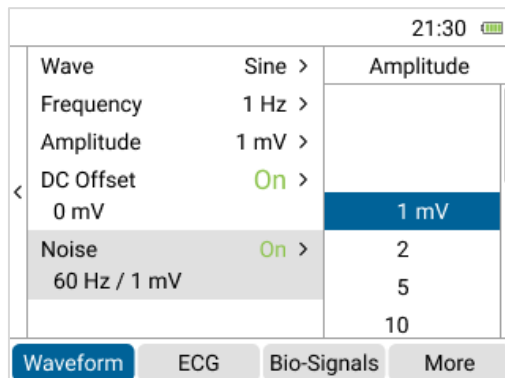 21:30
Wave Sine >
Frequency 1 Hz >
Amplitude 1 mV >
DC Offset On >
0 mV
Noise On >
60 Hz / 1 mV
<
Amplitude
1 mV
2
5
10
Waveform ECG Bio-Signals More